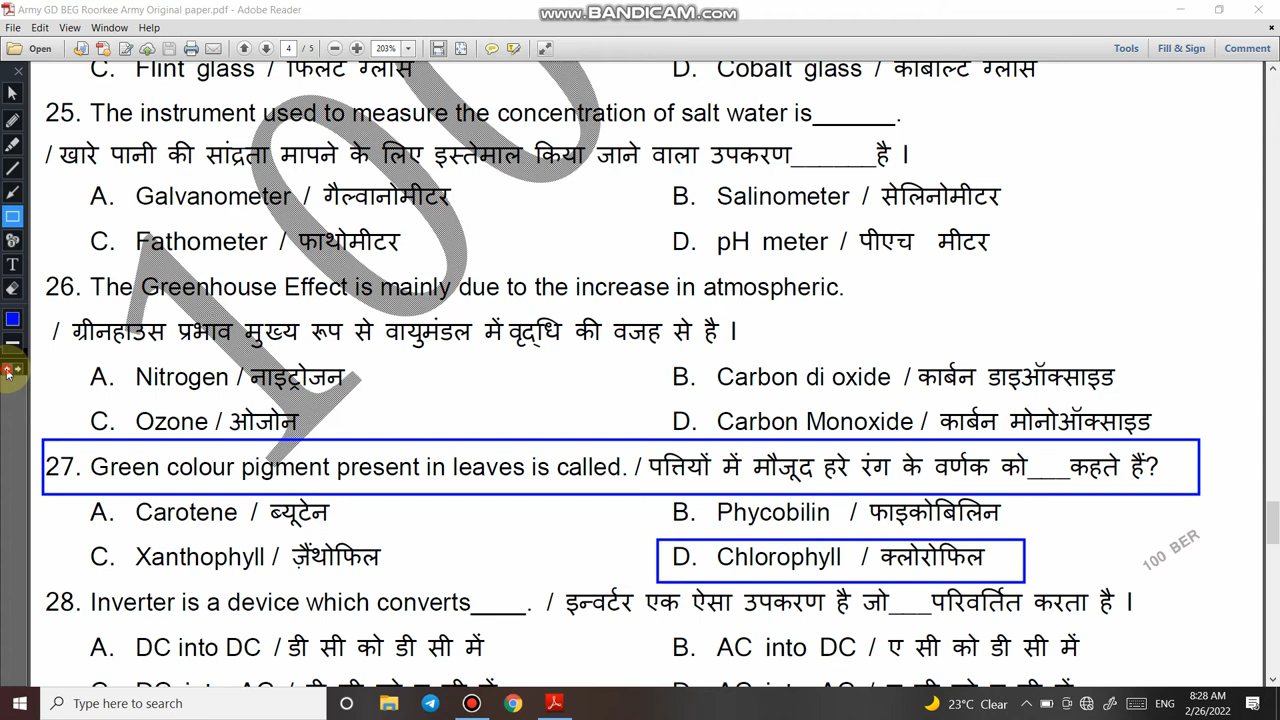 Army GD BEG Roorkee Army Original paper.pdf - Adobe Reader
www.BANDICAM.com
File Edit View Window Help
Open 4 / 5 203% Tools Fill & Sign Comment
C. Flint glass / फिलंट ग्लास D. Cobalt glass / कोबाल्ट ग्लास
25. The instrument used to measure the concentration of salt water is______.
/ खारे पानी की सांद्रता मापने के लिए इस्तेमाल किया जाने वाला उपकरण______है ।
A. Galvanometer / गैल्वानोमीटर B. Salinometer / सेलिनोमीटर
C. Fathometer / फाथोमीटर D. pH meter / पीएच मीटर
26. The Greenhouse Effect is mainly due to the increase in atmospheric.
/ ग्रीनहाउस प्रभाव मुख्य रूप से वायुमंडल में वृद्धि की वजह से है ।
A. Nitrogen / नाइट्रोजन B. Carbon di oxide / कार्बन डाइऑक्साइड
C. Ozone / ओजोन D. Carbon Monoxide / कार्बन मोनोऑक्साइड
27. Green colour pigment present in leaves is called. / पत्तियों में मौजूद हरे रंग के वर्णक को___कहते हैं?
A. Carotene / ब्यूटेन B. Phycobilin / फाइकोबिलिन
C. Xanthophyll / ज़ैंथोफिल D. Chlorophyll / क्लोरोफिल
100 BER
28. Inverter is a device which converts____. / इन्वर्टर एक ऐसा उपकरण है जो___परिवर्तित करता है ।
A. DC into DC / डी सी को डी सी में B. AC into DC / ए सी को डी सी में
100
Type here to search 23°C Clear ENG 8:28 AM
2/26/2022